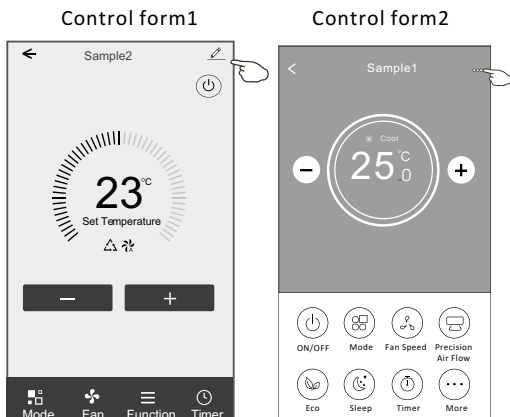 Control form1
Control form2
Sample2
23°C
Set Temperature
A
Mode
Fan
Function
Timer
Sample1
Cool
25.0°C
ON/OFF
Mode
Fan Speed
Precision
Air Flow
Eco
Sleep
Timer
More